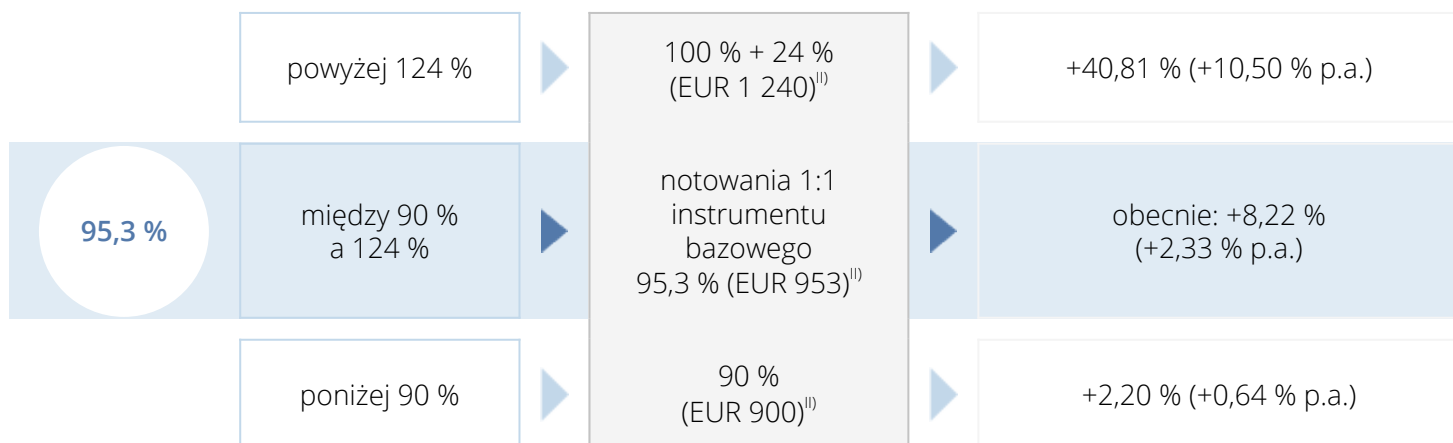 powyżej 124 %
100 % + 24 %
(EUR 1 240)II)
+40,81 % (+10,50 % p.a.)
95,3 %
między 90 %
a 124 %
notowania 1:1
instrumentu
bazowego
95,3 % (EUR 953)II)
obecnie: +8,22 %
(+2,33 % p.a.)
poniżej 90 %
90 %
(EUR 900)II)
+2,20 % (+0,64 % p.a.)